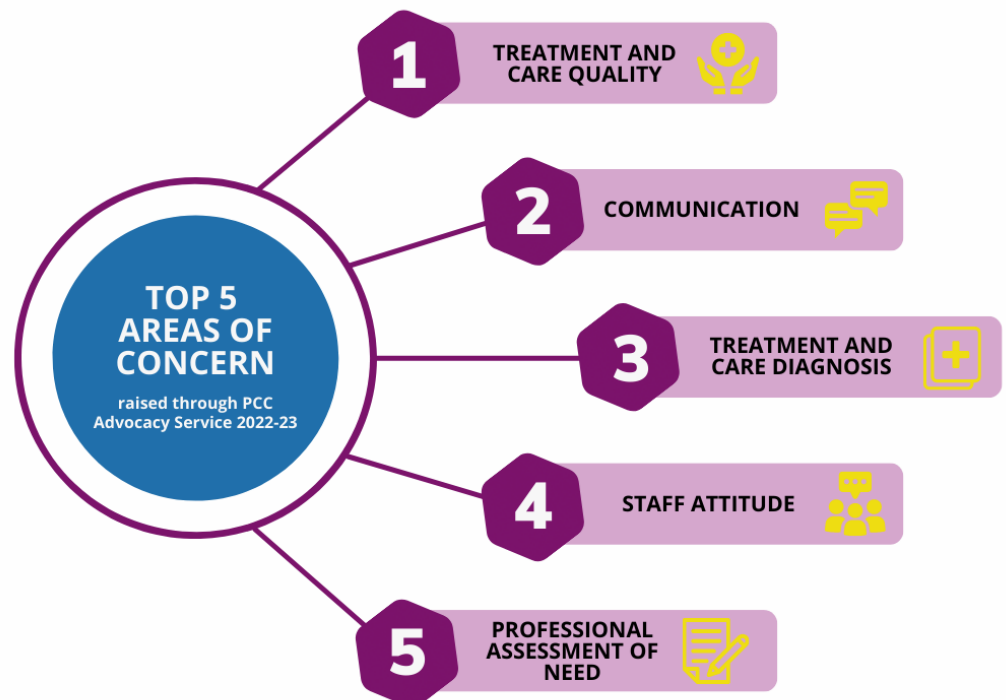 TOP 5
AREAS OF
CONCERN
raised through PCC
Advocacy Service 2022-23
1
TREATMENT AND
CARE QUALITY
2
COMMUNICATION
3
TREATMENT AND
CARE DIAGNOSIS
4
STAFF ATTITUDE
5
PROFESSIONAL
ASSESSMENT OF
NEED